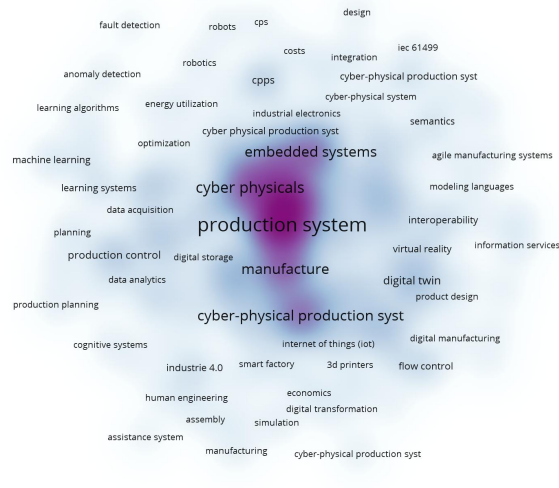 design
cps
fault detection
robots
costs
iec 61499
integration
robotics
anomaly detection
cpps
cyber-physical production syst
cyber-physical system
energy utilization
learning algorithms
industrial electronics
semantics
cyber physical production syst
optimization
embedded systems
agile manufacturing systems
machine learning
learning systems
cyber physicals
modeling languages
data acquisition
interoperability
production system
planning
information services
virtual reality
production control
digital storage
manufacture
data analytics
digital twin
product design
production planning
cyber-physical production syst
digital manufacturing
cognitive systems
internet of things (iot)
industrie 4.0
smart factory
3d printers
flow control
economics
human engineering
digital transformation
assembly
simulation
assistance system
manufacturing
cyber-physical production syst